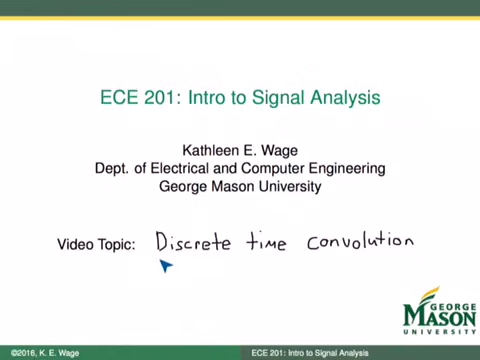 ECE 201: Intro to Signal Analysis
Kathleen E. Wage
Dept. of Electrical and Computer Engineering
George Mason University
Video Topic: Discrete time convolution
GEORGE
MASON
UNIVERSITY
©2016, K. E. Wage ECE 201: Intro to Signal Analysis